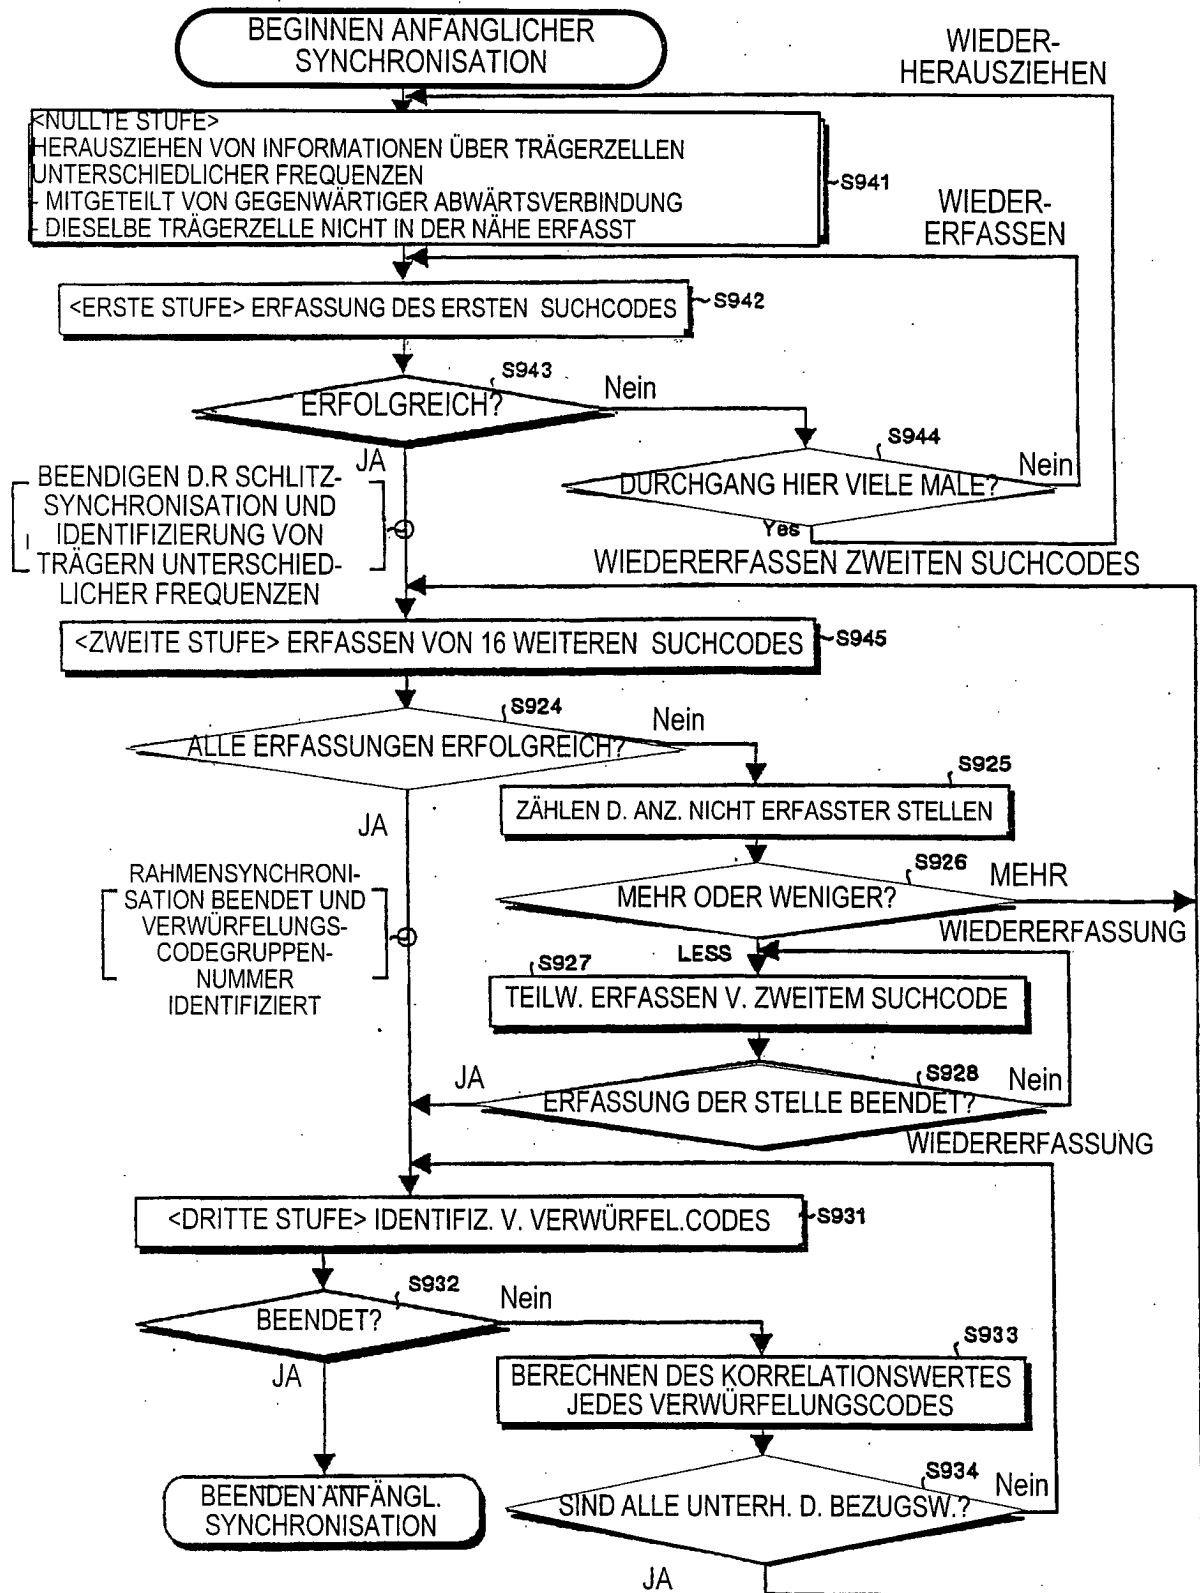 BEGINNEN ANFÄNGLICHER
SYNCHRONISATION
WIEDER-
HERAUSZIEHEN
<NULLTE STUFE>
HERAUSZIEHEN VON INFORMATIONEN ÜBER TRÄGERZELLEN
UNTERSCHIEDLICHER FREQUENZEN
- MITGETEILT VON GEGENWÄRTIGER ABWÄRTSVERBINDUNG
- DIESELBE TRÄGERZELLE NICHT IN DER NÄHE ERFASST
S941
WIEDER-
ERFASSEN
<ERSTE STUFE> ERFASSUNG DES ERSTEN SUCHCODES
S942
S943
ERFOLGREICH?
Nein
JA
S944
DURCHGANG HIER VIELE MALE?
Nein
Yes
BEENDIGEN D.R SCHLITZ-
SYNCHRONISATION UND
IDENTIFIZIERUNG VON
TRÄGERN UNTERSCHIED-
LICHER FREQUENZEN
WIEDERERFASSEN ZWEITEN SUCHCODES
<ZWEITE STUFE> ERFASSEN VON 16 WEITEREN SUCHCODES
S945
S924
ALLE ERFASSUNGEN ERFOLGREICH?
Nein
JA
S925
ZÄHLEN D. ANZ. NICHT ERFASSTER STELLEN
S926
MEHR ODER WENIGER?
MEHR
WIEDERERFASSUNG
RAHMENSYNCHRONI-
SATION BEENDET UND
VERWÜRFELUNGS-
CODEGRUPPEN-
NUMMER
IDENTIFIZIERT
LESS
S927
TEILW. ERFASSEN V. ZWEITEM SUCHCODE
S928
JA
ERFASSUNG DER STELLE BEENDET?
Nein
WIEDERERFASSUNG
<DRITTE STUFE> IDENTIFIZ. V. VERWÜRFEL.CODES
S931
S932
BEENDET?
Nein
JA
S933
BERECHNEN DES KORRELATIONSWERTES
JEDES VERWÜRFELUNGSCODES
S934
SIND ALLE UNTERH. D. BEZUGSW.?
Nein
JA
BEENDEN ANFÄNGL.
SYNCHRONISATION